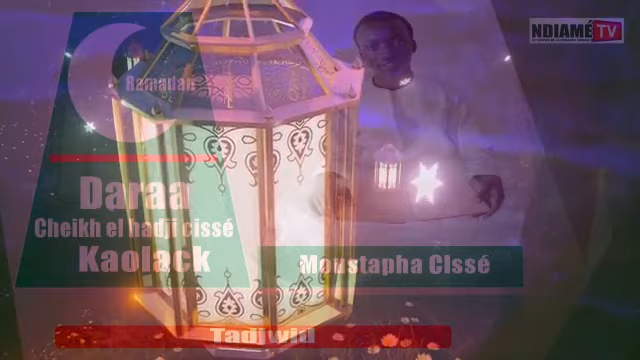 NDIAMÉ TV
Ramadan
Daraa
Cheikh el hadji cissé
Kaolack
Moustapha CIssé
Tadjwid